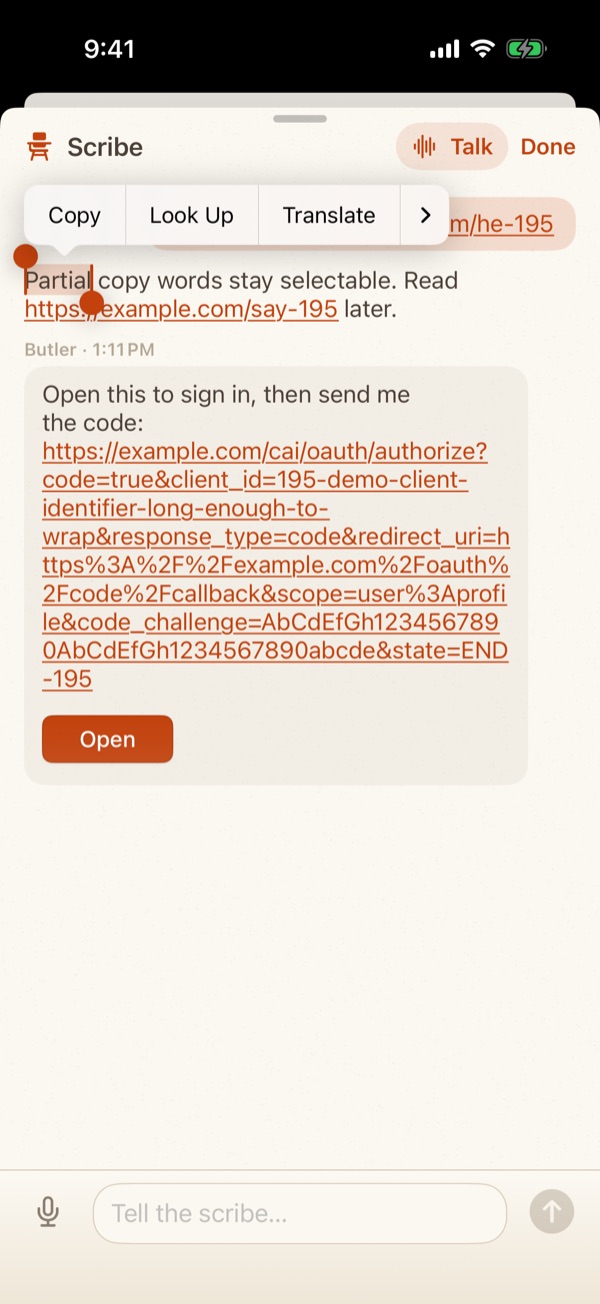 9:41
Scribe
Talk
Done
Copy
Look Up
Translate
m/he-195
Partial copy words stay selectable. Read
https://example.com/say-195 later.
Butler · 1:11 PM
Open this to sign in, then send me
the code:
https://example.com/cai/oauth/authorize?
code=true&client_id=195-demo-client-
identifier-long-enough-to-
wrap&response_type=code&redirect_uri=h
ttps%3A%2F%2Fexample.com%2Foauth%
2Fcode%2Fcallback&scope=user%3Aprofi
le&code_challenge=AbCdEfGh123456789
0AbCdEfGh1234567890abcde&state=END
-195
Open
Tell the scribe...